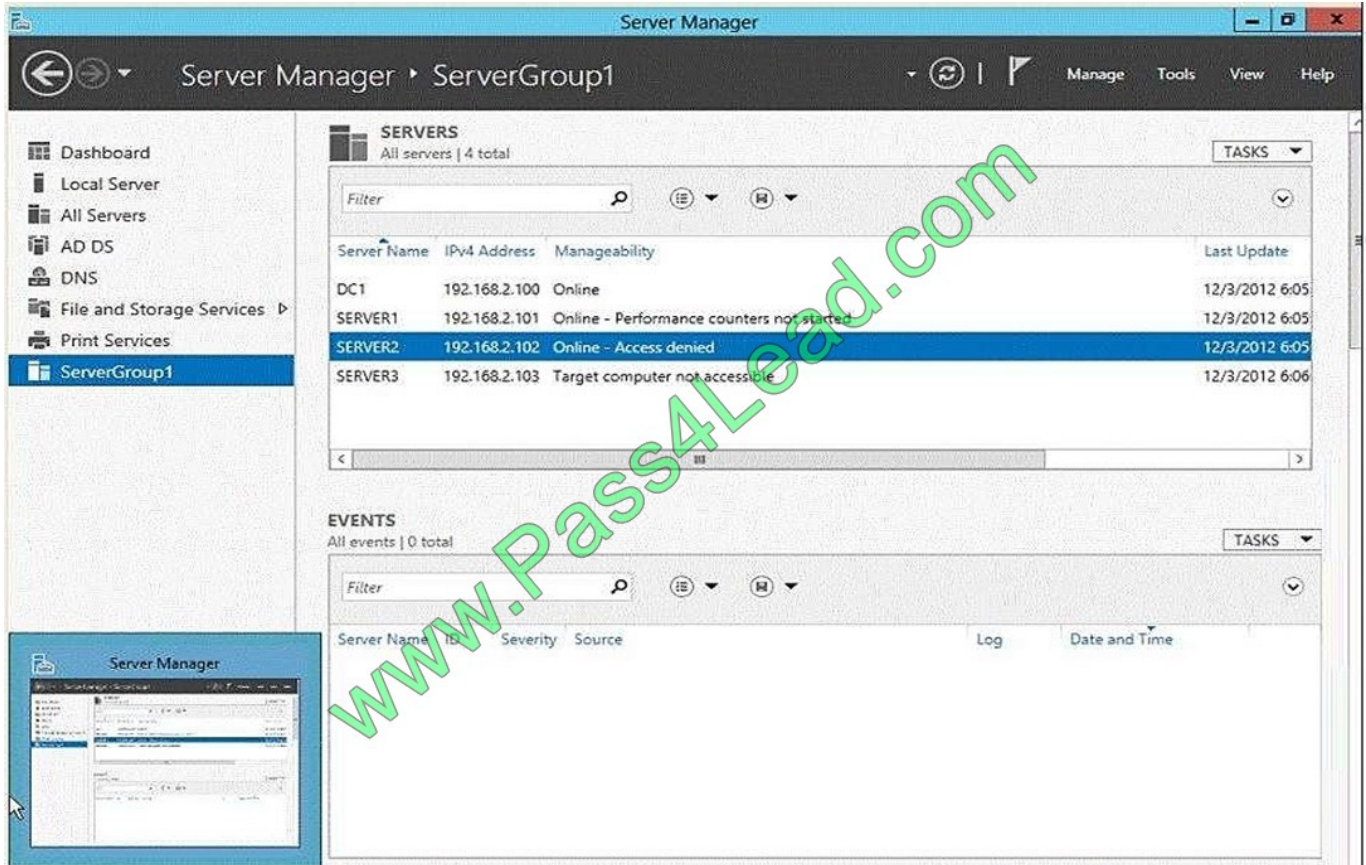 Server Manager
Server Manager ‣ ServerGroup1
Manage Tools View Help
Dashboard
Local Server
All Servers
AD DS
DNS
File and Storage Services
Print Services
ServerGroup1
SERVERS
All servers | 4 total
TASKS
Filter
Server Name IPv4 Address Manageability Last Update
DC1 192.168.2.100 Online 12/3/2012 6:05
SERVER1 192.168.2.101 Online - Performance counters not started 12/3/2012 6:05
SERVER2 192.168.2.102 Online - Access denied 12/3/2012 6:05
SERVER3 192.168.2.103 Target computer not accessible 12/3/2012 6:06
EVENTS
All events | 0 total
TASKS
Filter
Server Name ID Severity Source Log Date and Time
Server Manager
www.Pass4Lead.com